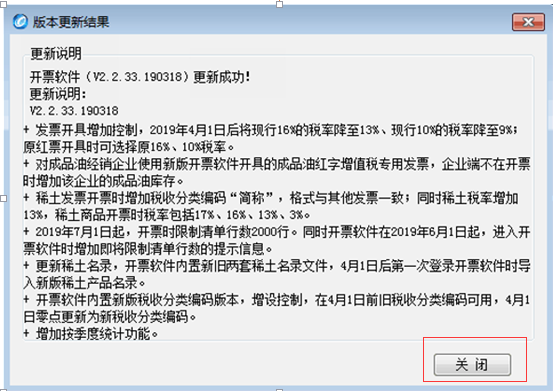 版本更新结果
更新说明
开票软件（V2.2.33.190318）更新成功!
更新说明:
V2.2.33.190318
+ 发票开具增加控制，2019年4月1日后将现行16%的税率降至13%、现行10%的税率降至9%;
原红票开具时可选择原16%、10%税率。
+ 对成品油经销企业使用新版开票软件开具的成品油红字增值税专用发票，企业端不在开票
时增加该企业的成品油库存。
+ 稀土发票开票时增加税收分类编码“简称”，格式与其他发票一致; 同时稀土税率增加
13%，稀土商品开票时税率包括17%、16%、13%、3%。
+ 2019年7月1日起，开票时限制清单行数2000行。同时开票软件在2019年6月1日起，进入开
票软件时增加即将限制清单行数的提示信息。
+ 更新稀土名录，开票软件内置新旧两套稀土名录文件，4月1日后第一次登录开票软件时导
入新版稀土产品名录。
+ 开票软件内置新版税收分类编码版本，增设控制，在4月1日前旧税收分类编码可用，4月1
日零点更新为新税收分类编码。
+ 增加按季度统计功能。
关 闭